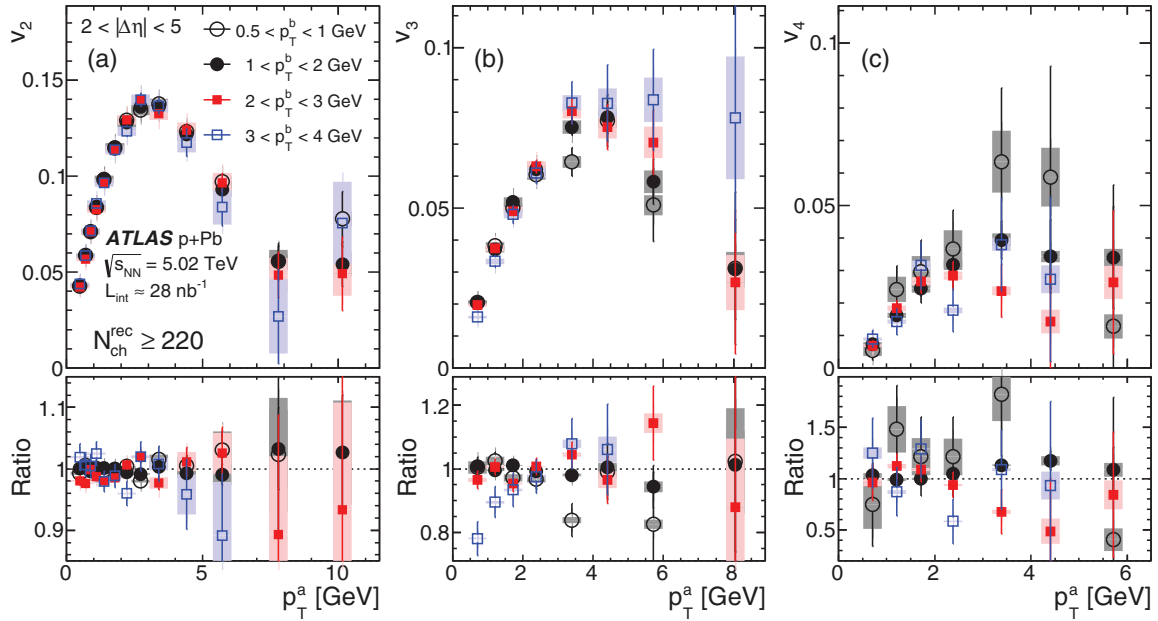 v2
2 < |Δη| < 5
(a)
0.5 < p_T^b < 1 GeV
1 < p_T^b < 2 GeV
2 < p_T^b < 3 GeV
3 < p_T^b < 4 GeV
ATLAS p+Pb
√s_NN = 5.02 TeV
L_int ≈ 28 nb⁻¹
N_ch^rec ≥ 220
0.2
0.15
0.1
0.05
0
v3
(b)
0.1
0.05
0
v4
(c)
0.1
0.05
0
Ratio
1.1
1
0.9
0 5 10
p_T^a [GeV]
Ratio
1.2
1
0.8
0 2 4 6 8
p_T^a [GeV]
Ratio
1.5
1
0.5
0 2 4 6
p_T^a [GeV]